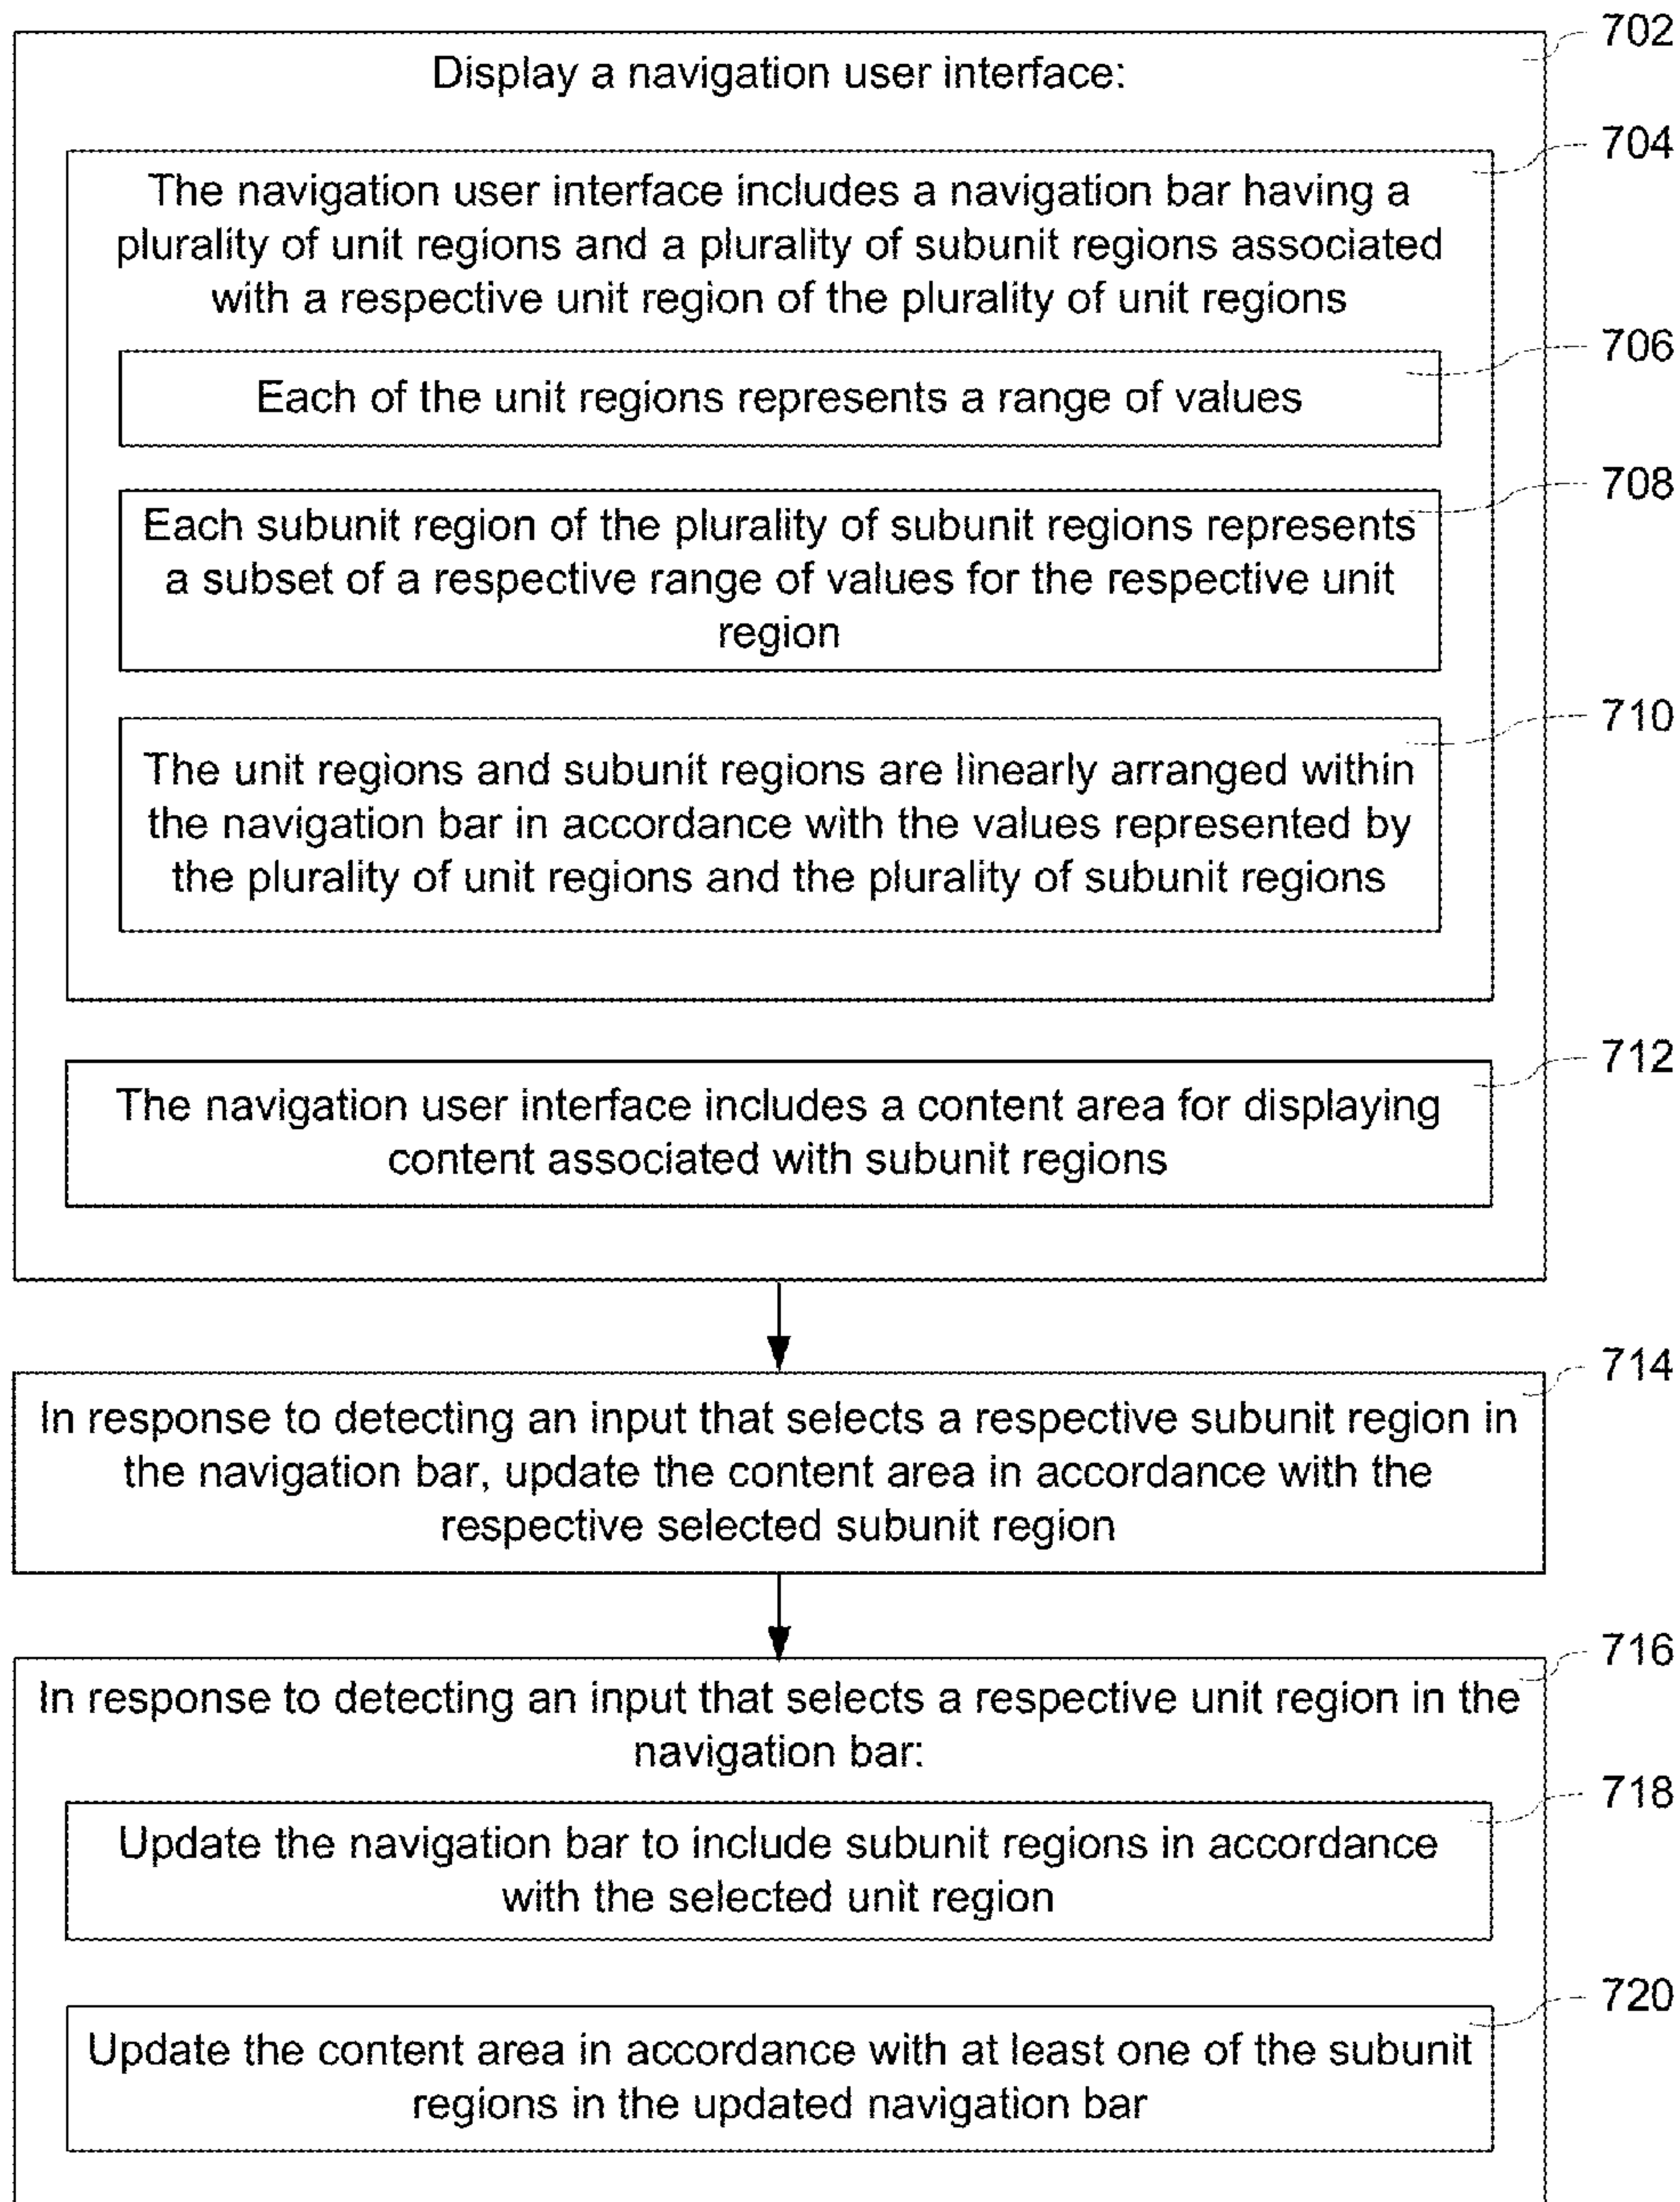 702
Display a navigation user interface:
704
The navigation user interface includes a navigation bar having a
plurality of unit regions and a plurality of subunit regions associated
with a respective unit region of the plurality of unit regions
706
Each of the unit regions represents a range of values
708
Each subunit region of the plurality of subunit regions represents
a subset of a respective range of values for the respective unit
region
710
The unit regions and subunit regions are linearly arranged within
the navigation bar in accordance with the values represented by
the plurality of unit regions and the plurality of subunit regions
712
The navigation user interface includes a content area for displaying
content associated with subunit regions
714
In response to detecting an input that selects a respective subunit region in
the navigation bar, update the content area in accordance with the
respective selected subunit region
716
In response to detecting an input that selects a respective unit region in the
navigation bar:
718
Update the navigation bar to include subunit regions in accordance
with the selected unit region
720
Update the content area in accordance with at least one of the subunit
regions in the updated navigation bar